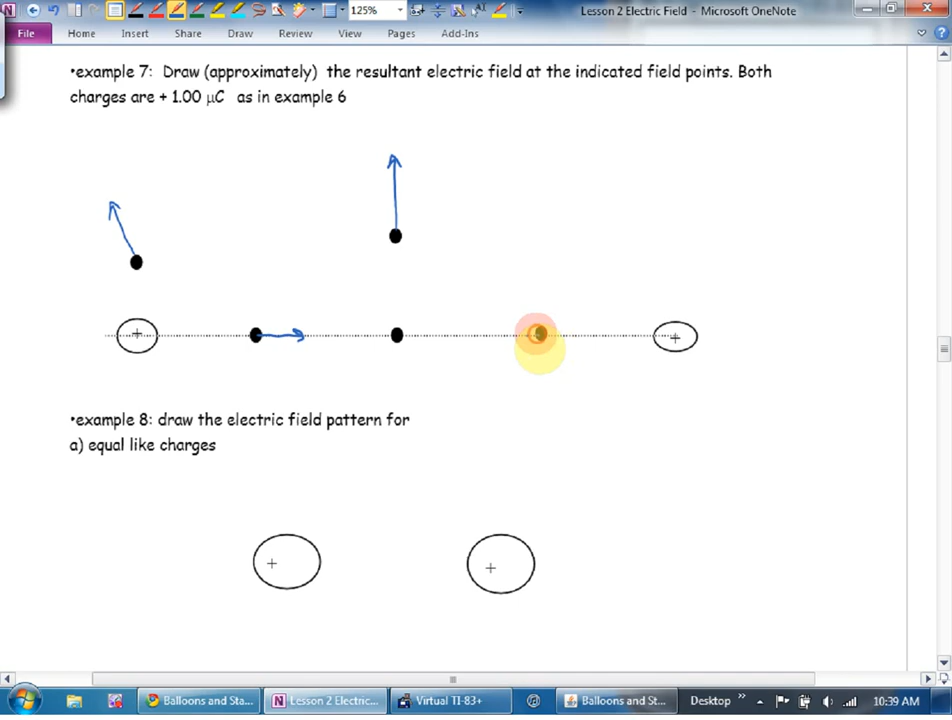 125%
Lesson 2 Electric Field - Microsoft OneNote
File Home Insert Share Draw Review View Pages Add-Ins
•example 7: Draw (approximately) the resultant electric field at the indicated field points. Both
charges are + 1.00 μC as in example 6
+ +
•example 8: draw the electric field pattern for
a) equal like charges
+ +
Balloons and Sta... Lesson 2 Electric... Virtual TI-83+ Balloons and St... Desktop » 10:39 AM